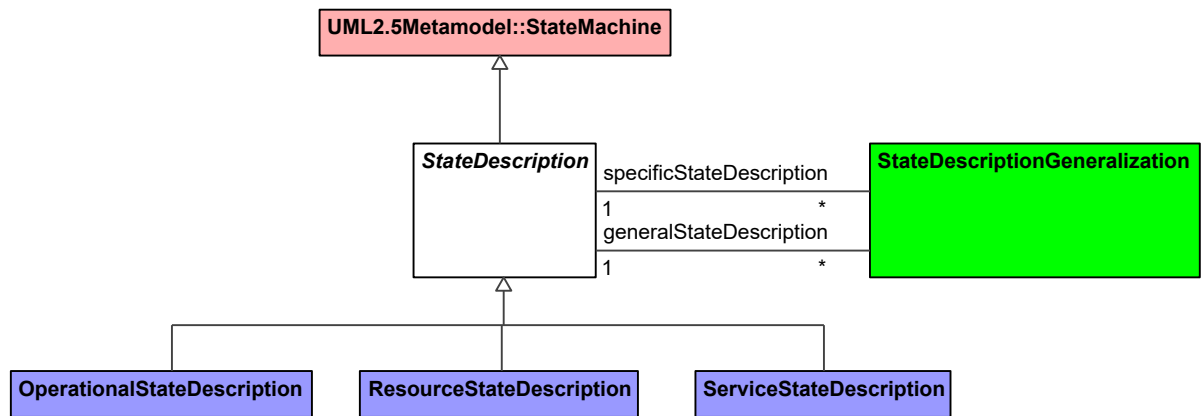 UML2.5Metamodel::StateMachine
StateDescription
StateDescriptionGeneralization
specificStateDescription
1 *
generalStateDescription
1 *
OperationalStateDescription
ResourceStateDescription
ServiceStateDescription